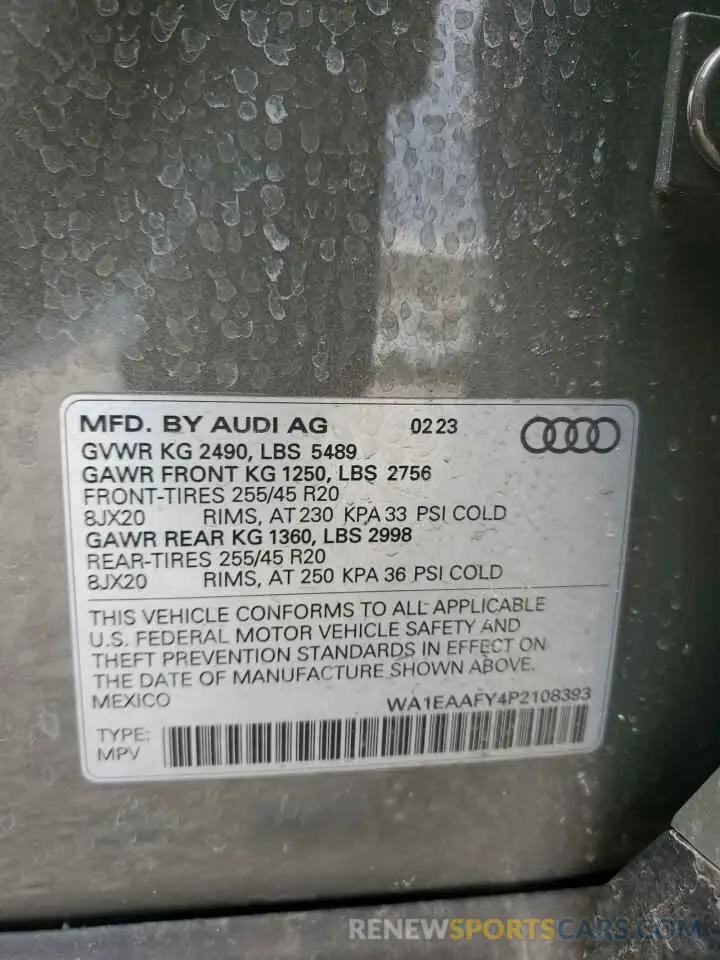 MFD. BY AUDI AG 02 23
GVWR KG 2490, LBS 5489
GAWR FRONT KG 1250, LBS 2756
FRONT-TIRES 255/45 R20
8JX20 RIMS, AT 230 KPA 33 PSI COLD
GAWR REAR KG 1360, LBS 2998
REAR-TIRES 255/45 R20
8JX20 RIMS, AT 250 KPA 36 PSI COLD
THIS VEHICLE CONFORMS TO ALL APPLICABLE
U.S. FEDERAL MOTOR VEHICLE SAFETY AND
THEFT PREVENTION STANDARDS IN EFFECT ON
THE DATE OF MANUFACTURE SHOWN ABOVE.
MEXICO WA1EAAFY4P2108393
TYPE:
MPV
RENEWSPORTSCARS.COM